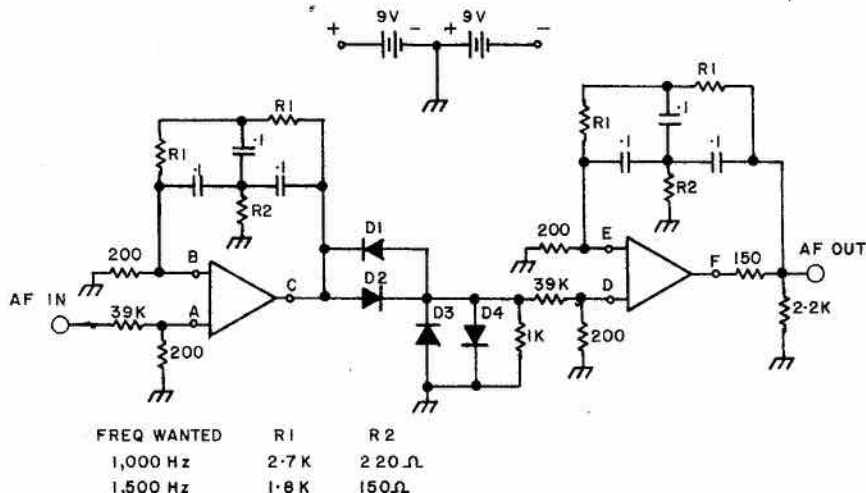 9V 9V
+ - + -
R1
R1
.1
.1 .1
R2
200 B
C
AF IN 39K A
200
D1
D2
D3 D4
1K
R1
R1
.1
.1 .1
R2
200 E
39K D
200
F 150 AF OUT
2.2K
FREQ WANTED R1 R2
1,000 Hz 2.7K 220Ω
1,500 Hz 1.8K 150Ω